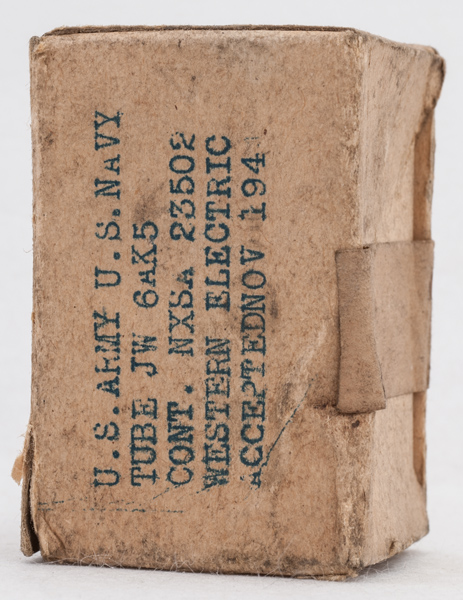 U.S.ARMY U.S.NAVY
TUBE JW 6AK5
CONT. NXSA 23502
WESTERN ELECTRIC
ACCEPTEDNOV 194